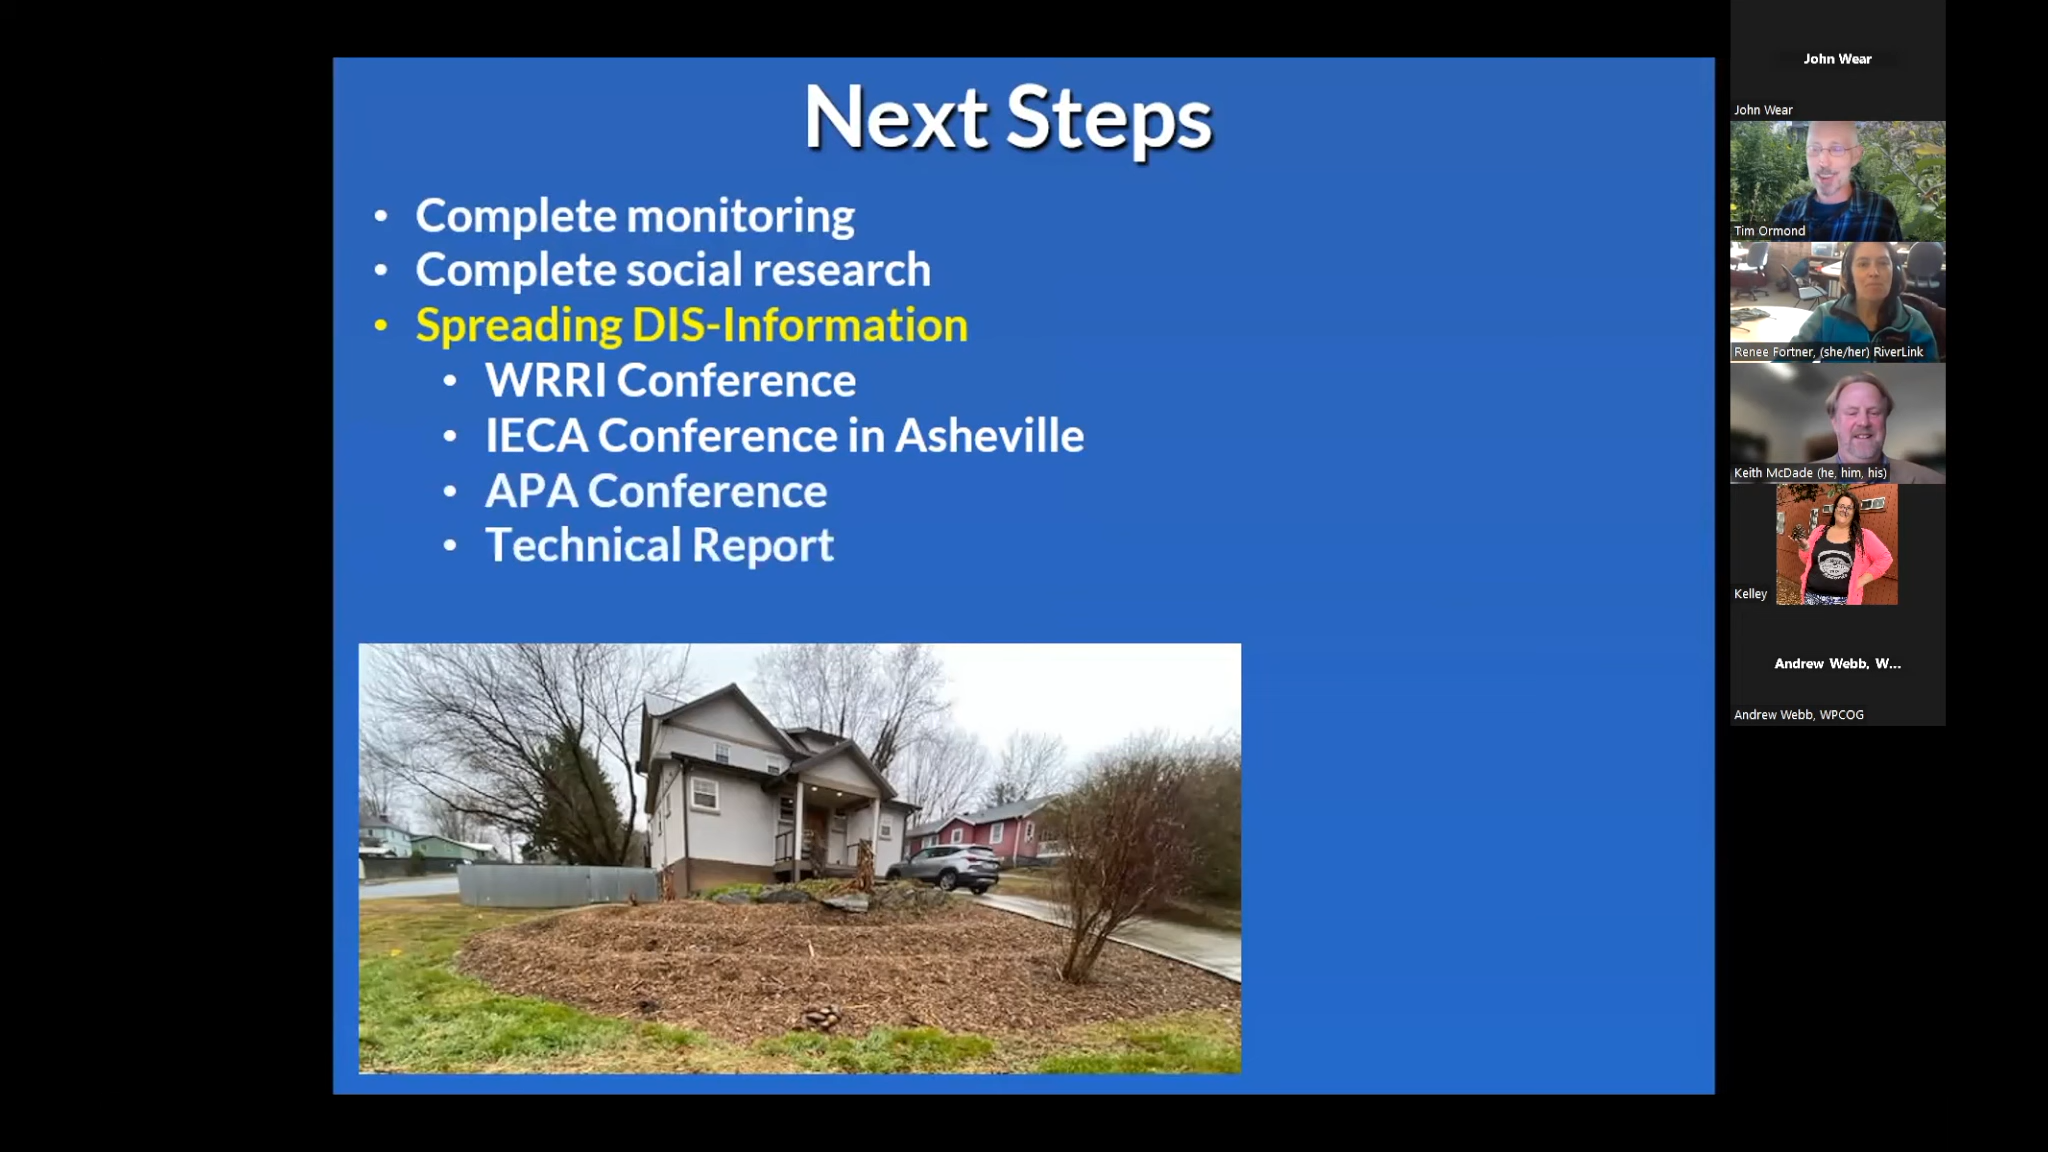 Next Steps
• Complete monitoring
• Complete social research
• Spreading DIS-Information
• WRRI Conference
• IECA Conference in Asheville
• APA Conference
• Technical Report
John Wear
John Wear
Tim Ormond
Renee Fortner, (she/her) RiverLink
Keith McDade (he, him, his)
Kelley
Andrew Webb, W...
Andrew Webb, WPCOG